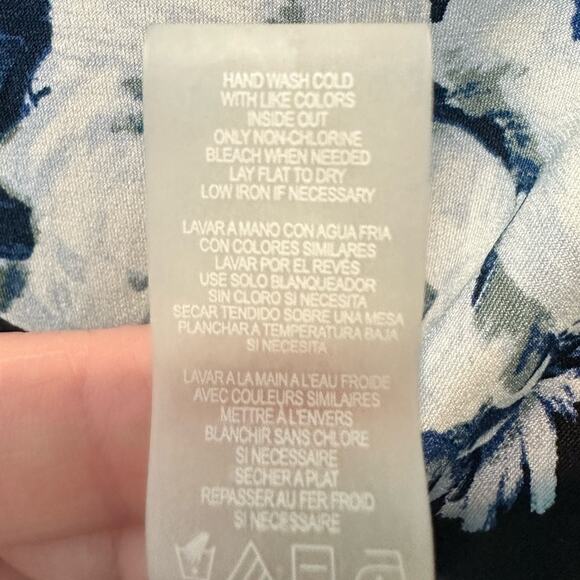 HAND WASH COLD
WITH LIKE COLORS
INSIDE OUT
ONLY NON-CHLORINE
BLEACH WHEN NEEDED
LAY FLAT TO DRY
LOW IRON IF NECESSARY
LAVAR A MANO CON AGUA FRIA
CON COLORES SIMILARES
LAVAR POR EL REVÉS
USE SOLO BLANQUEADOR
SIN CLORO SI NECESITA
SECAR TENDIDO SOBRE UNA MESA
PLANCHAR A TEMPERATURA BAJA
SI NECESITA
LAVAR A LA MAIN A L'EAU FROIDE
AVEC COULEURS SIMILAIRES
METTRE À L'ENVERS
BLANCHIR SANS CHLORE
SI NECESSAIRE
SECHER A PLAT
REPASSER AU FER FROID
SI NECESSAIRE